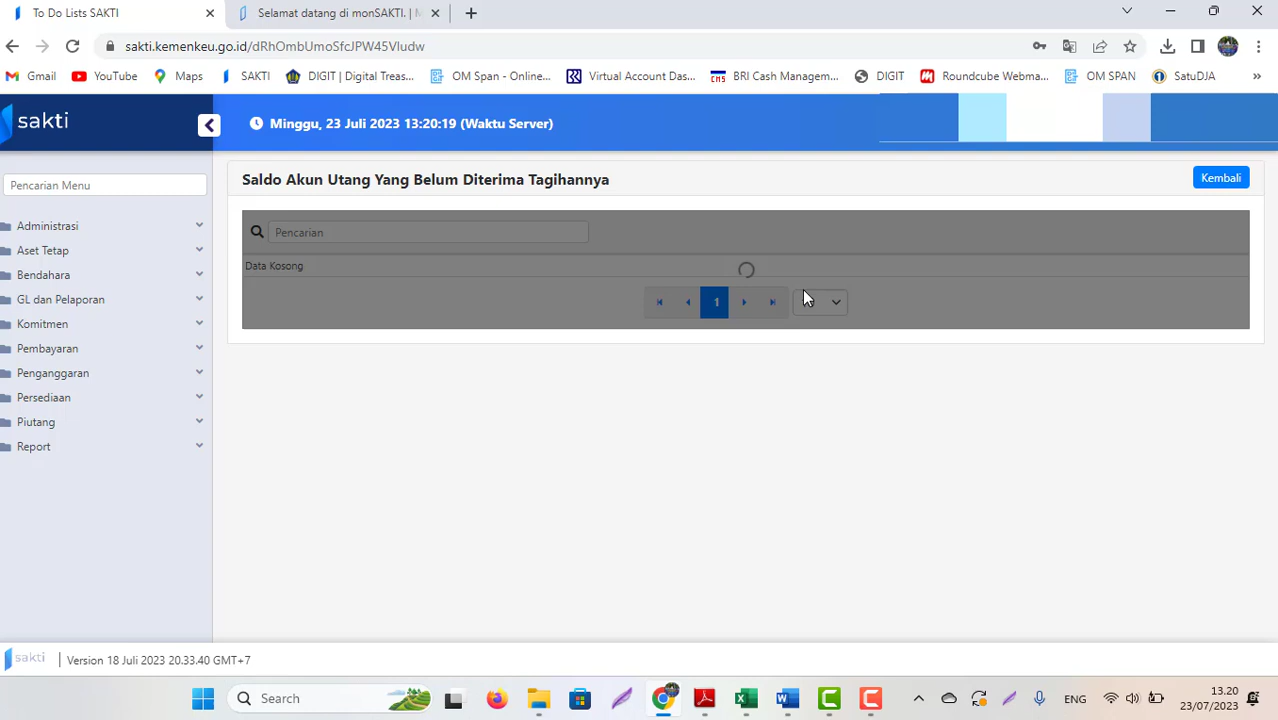 To Do Lists SAKTI
Selamat datang di monSAKTI. | M
sakti.kemenkeu.go.id/dRhOmbUmoSfcJPW45Vludw
Gmail YouTube Maps SAKTI DIGIT | Digital Treas... OM Span - Online... Virtual Account Das... CMS BRI Cash Managem... DIGIT Roundcube Webma... OM SPAN SatuDJA »
sakti
Minggu, 23 Juli 2023 13:20:19 (Waktu Server)
Saldo Akun Utang Yang Belum Diterima Tagihannya
Kembali
Pencarian Menu
Administrasi
Aset Tetap
Bendahara
GL dan Pelaporan
Komitmen
Pembayaran
Penganggaran
Persediaan
Piutang
Report
Pencarian
Data Kosong
1
sakti
Version 18 Juli 2023 20.33.40 GMT+7
Search
ENG
13.20
23/07/2023